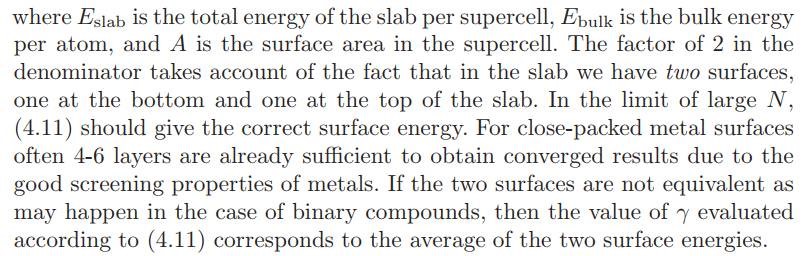 where E_slab is the total energy of the slab per supercell, E_bulk is the bulk energy
per atom, and A is the surface area in the supercell. The factor of 2 in the
denominator takes account of the fact that in the slab we have two surfaces,
one at the bottom and one at the top of the slab. In the limit of large N,
(4.11) should give the correct surface energy. For close-packed metal surfaces
often 4-6 layers are already sufficient to obtain converged results due to the
good screening properties of metals. If the two surfaces are not equivalent as
may happen in the case of binary compounds, then the value of γ evaluated
according to (4.11) corresponds to the average of the two surface energies.